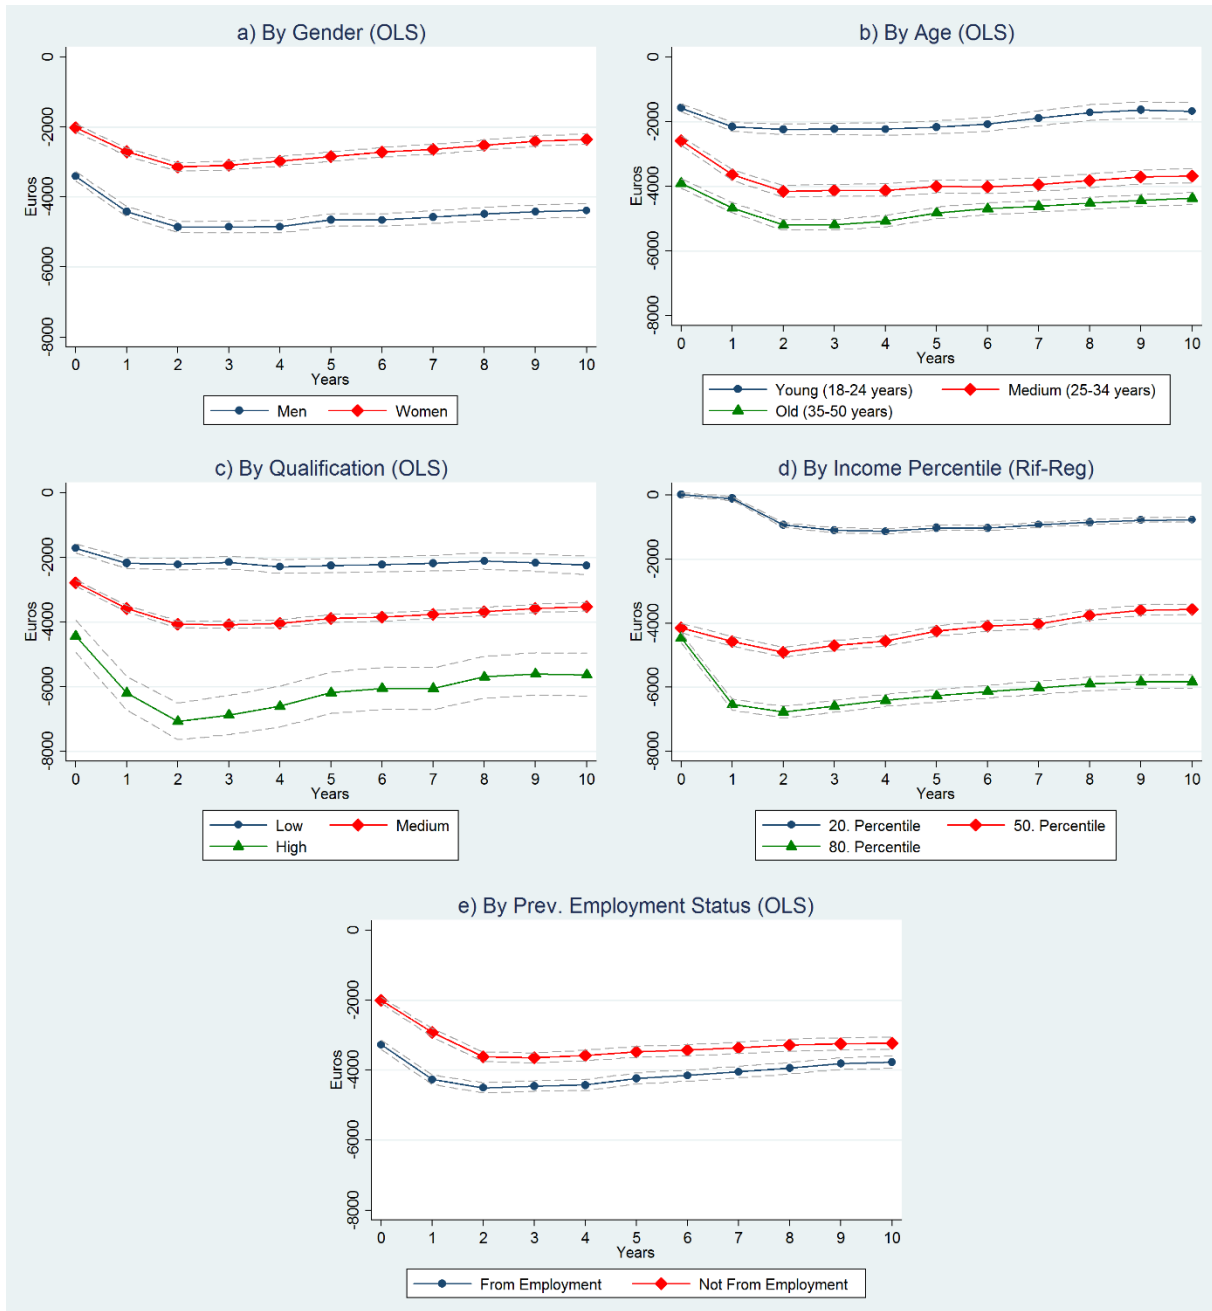 a) By Gender (OLS)
Euros
0
-2000
-4000
-6000
-8000
0 1 2 3 4 5 6 7 8 9 10
Years
Men Women
b) By Age (OLS)
Euros
0
-2000
-4000
-6000
-8000
0 1 2 3 4 5 6 7 8 9 10
Years
Young (18-24 years) Medium (25-34 years)
Old (35-50 years)
c) By Qualification (OLS)
Euros
0
-2000
-4000
-6000
-8000
0 1 2 3 4 5 6 7 8 9 10
Years
Low Medium
High
d) By Income Percentile (Rif-Reg)
Euros
0
-2000
-4000
-6000
-8000
0 1 2 3 4 5 6 7 8 9 10
Years
20. Percentile 50. Percentile
80. Percentile
e) By Prev. Employment Status (OLS)
Euros
0
-2000
-4000
-6000
-8000
0 1 2 3 4 5 6 7 8 9 10
Years
From Employment Not From Employment